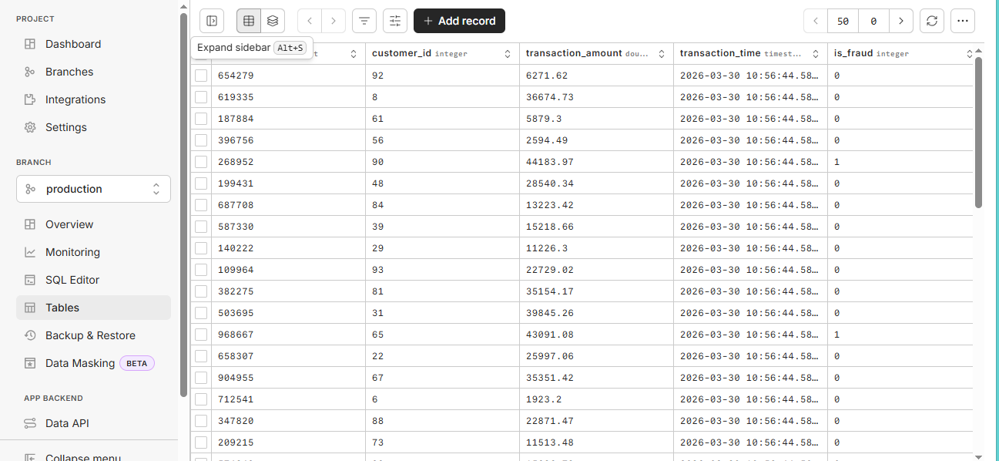 PROJECT
Dashboard
Branches
Integrations
Settings
BRANCH
production
Overview
Monitoring
SQL Editor
Tables
Backup & Restore
Data Masking BETA
APP BACKEND
Data API
Collapse menu
+ Add record
50 0
Expand sidebar Alt+S
customer_id integer transaction_amount dou... transaction_time timest... is_fraud integer
654279 92 6271.62 2026-03-30 10:56:44.58… 0
619335 8 36674.73 2026-03-30 10:56:44.58… 0
187884 61 5879.3 2026-03-30 10:56:44.58… 0
396756 56 2594.49 2026-03-30 10:56:44.58… 0
268952 90 44183.97 2026-03-30 10:56:44.58… 1
199431 48 28540.34 2026-03-30 10:56:44.58… 0
687708 84 13223.42 2026-03-30 10:56:44.58… 0
587330 39 15218.66 2026-03-30 10:56:44.58… 0
140222 29 11226.3 2026-03-30 10:56:44.58… 0
109964 93 22729.02 2026-03-30 10:56:44.58… 0
382275 81 35154.17 2026-03-30 10:56:44.58… 0
503695 31 39845.26 2026-03-30 10:56:44.58… 0
968667 65 43091.08 2026-03-30 10:56:44.58… 1
658307 22 25997.06 2026-03-30 10:56:44.58… 0
904955 67 35351.42 2026-03-30 10:56:44.58… 0
712541 6 1923.2 2026-03-30 10:56:44.58… 0
347820 88 22871.47 2026-03-30 10:56:44.58… 0
209215 73 11513.48 2026-03-30 10:56:44.58… 0